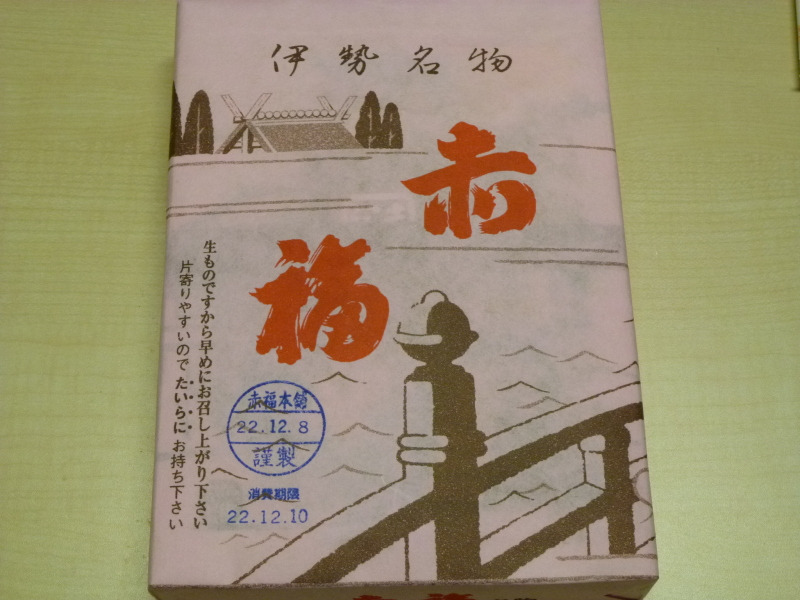 伊勢名物
赤福
生ものですから早めにお召し上がり下さい
片寄りやすいので たいらに お持ち下さい
赤福本領
22.12.8
謹製
消費期限
22.12.10